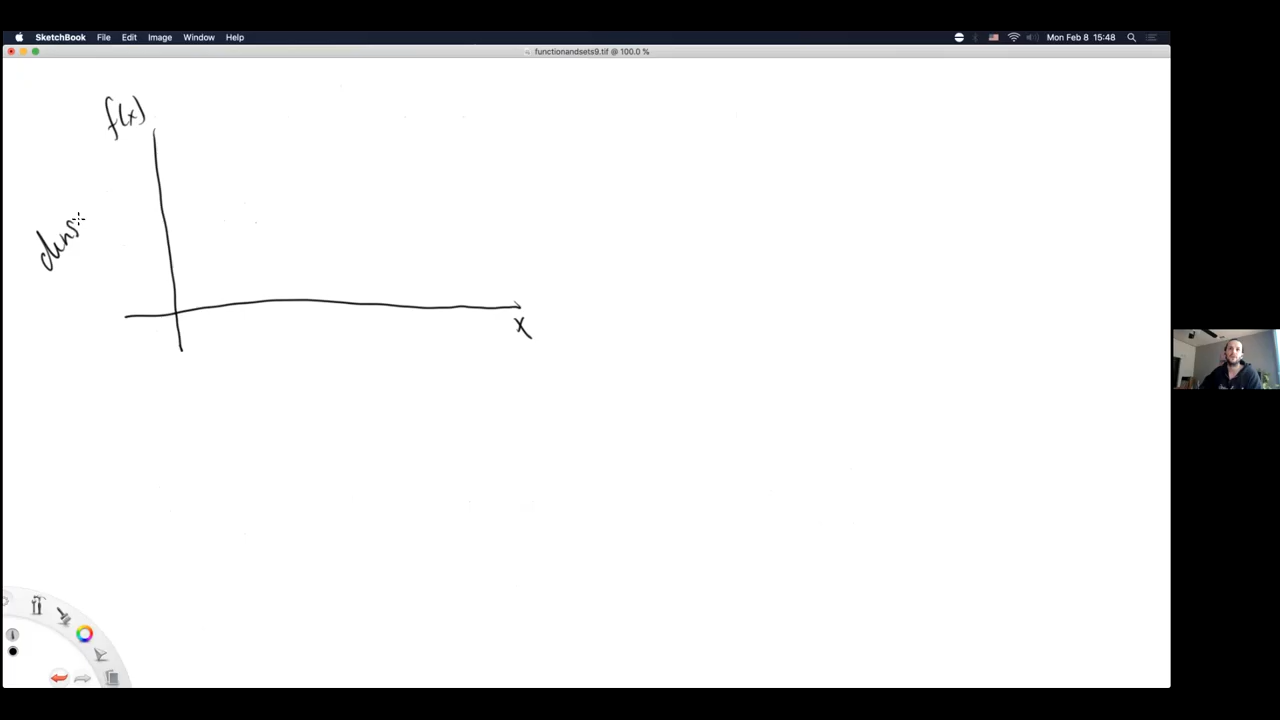 SketchBook File Edit Image Window Help Mon Feb 8 15:48
functionandsets9.tif @ 100.0 %
f(x)
dens
x